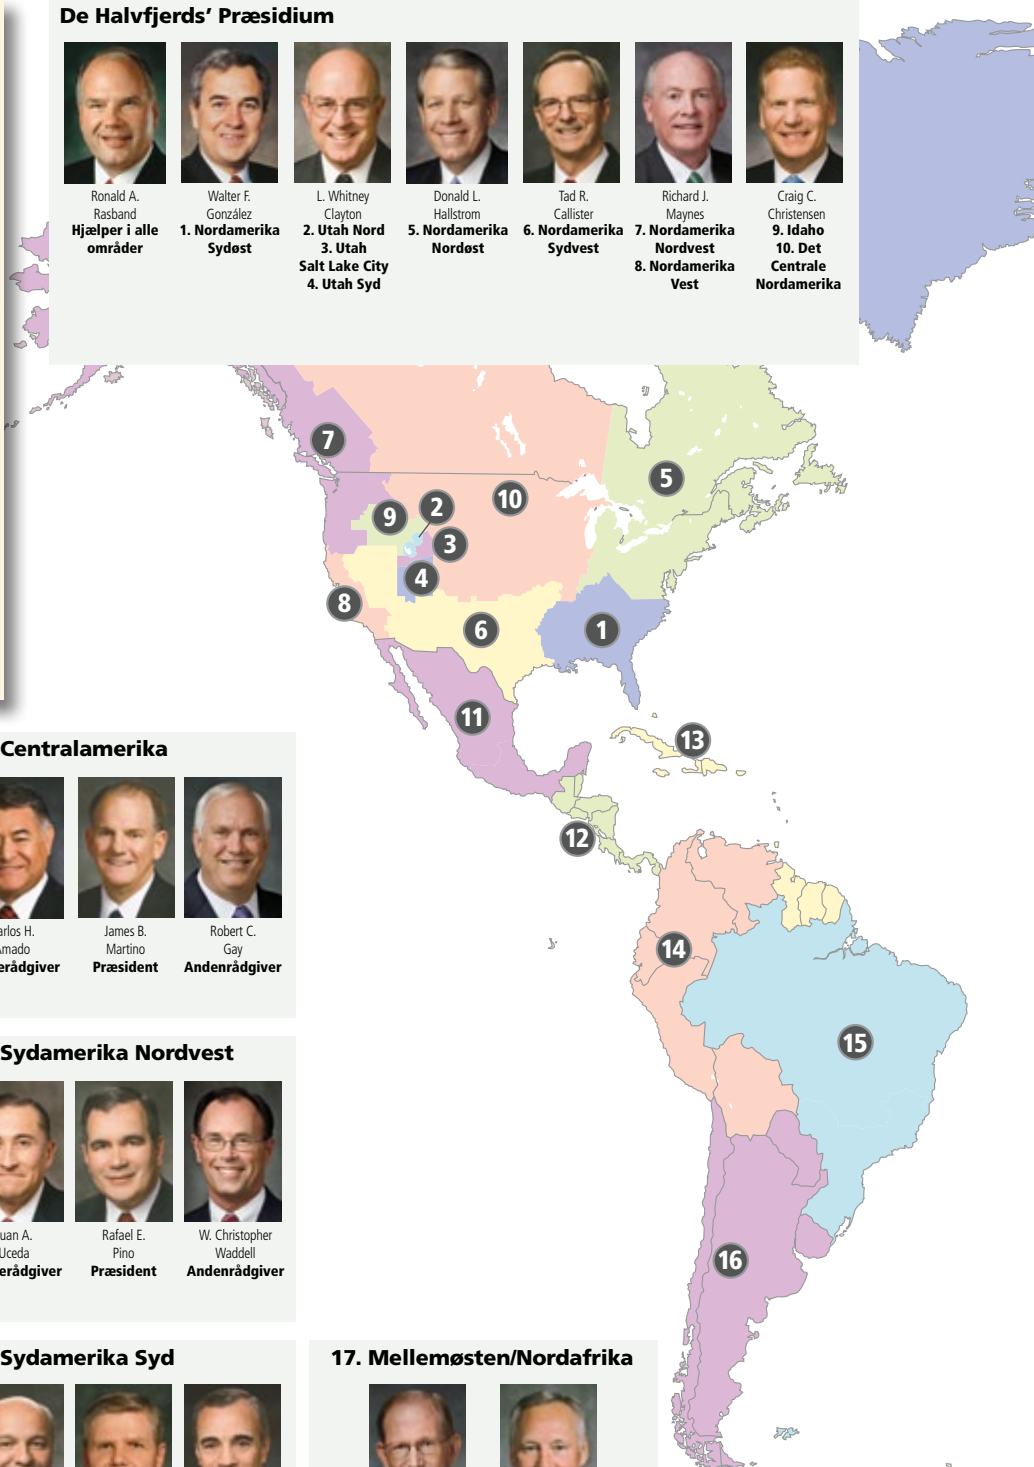 De Halvfjerds’ Præsidium
Ronald A.
Rasband
Hjælper i alle
områder
Walter F.
González
1. Nordamerika
Sydøst
L. Whitney
Clayton
2. Utah Nord
3. Utah
Salt Lake City
4. Utah Syd
Donald L.
Hallstrom
5. Nordamerika
Nordøst
Tad R.
Callister
6. Nordamerika
Sydvest
Richard J.
Maynes
7. Nordamerika
Nordvest
8. Nordamerika
Vest
Craig C.
Christensen
9. Idaho
10. Det
Centrale
Nordamerika
7
5
10
2
9
3
4
8
6
1
11
13
12
14
15
16
Centralamerika
H.
James B.
Martino
Præsident
Robert C.
Gay
Andenrådgiver
Sydamerika Nordvest
A.
Rafael E.
Pino
Præsident
W. Christopher
Waddell
Andenrådgiver
Sydamerika Syd
17. Mellemøsten/Nordafrika